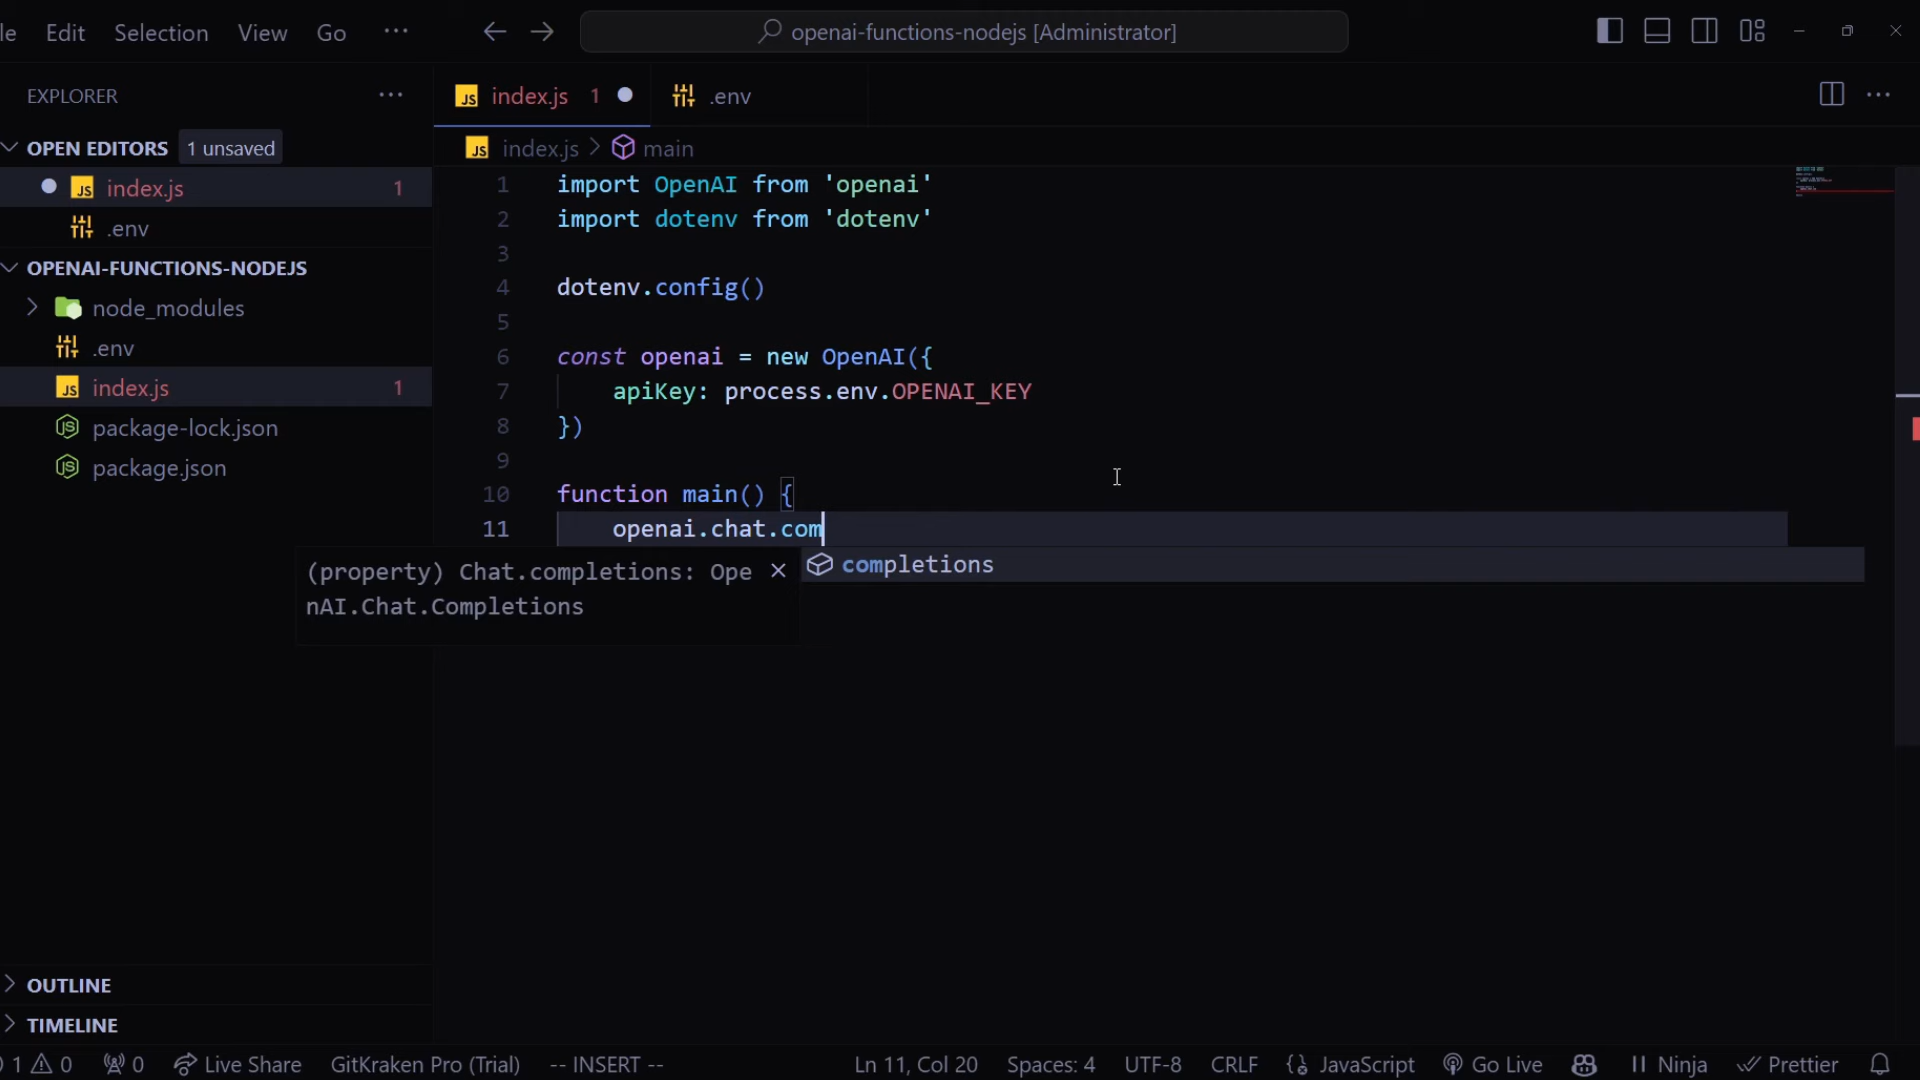 le Edit Selection View Go ··· openai-functions-nodejs [Administrator]
EXPLORER ···
OPEN EDITORS 1 unsaved
JS index.js 1
.env
OPENAI-FUNCTIONS-NODEJS
node_modules
.env
JS index.js 1
package-lock.json
package.json
OUTLINE
TIMELINE
JS index.js 1 .env
JS index.js > main
1 import OpenAI from 'openai'
2 import dotenv from 'dotenv'
3
4 dotenv.config()
5
6 const openai = new OpenAI({
7 apiKey: process.env.OPENAI_KEY
8 })
9
10 function main() {
11 openai.chat.com
completions
(property) Chat.completions: Ope
nAI.Chat.Completions
1 0 0 Live Share GitKraken Pro (Trial) -- INSERT -- Ln 11, Col 20 Spaces: 4 UTF-8 CRLF {} JavaScript Go Live Ninja Prettier